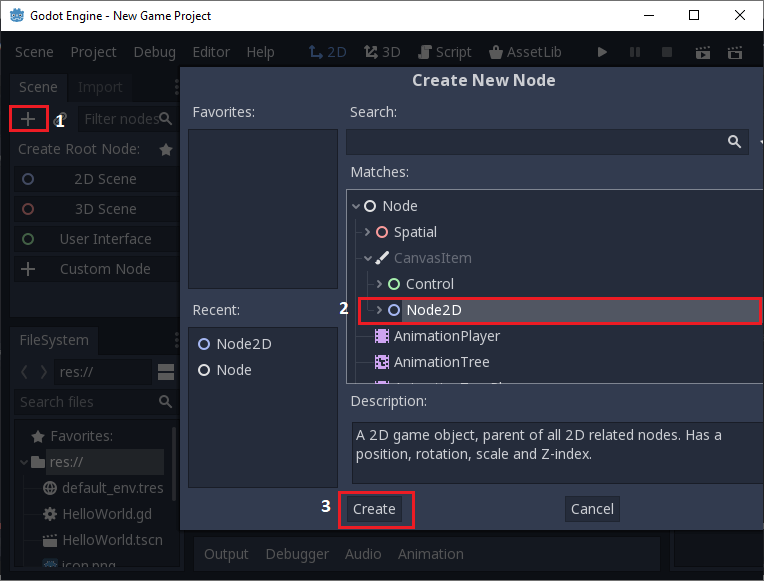 Godot Engine - New Game Project
Scene Project Debug Editor Help 2D 3D Script AssetLib
Scene Import
1
Filter nodes
Create Root Node:
2D Scene
3D Scene
User Interface
Custom Node
FileSystem
res://
Search files
Favorites:
res://
default_env.tres
HelloWorld.gd
HelloWorld.tscn
icon.png
Create New Node
Favorites:
Recent:
Node2D
Node
Search:
Matches:
Node
Spatial
CanvasItem
Control
2 Node2D
AnimationPlayer
AnimationTree
Description:
A 2D game object, parent of all 2D related nodes. Has a
position, rotation, scale and Z-index.
3 Create Cancel
Output Debugger Audio Animation